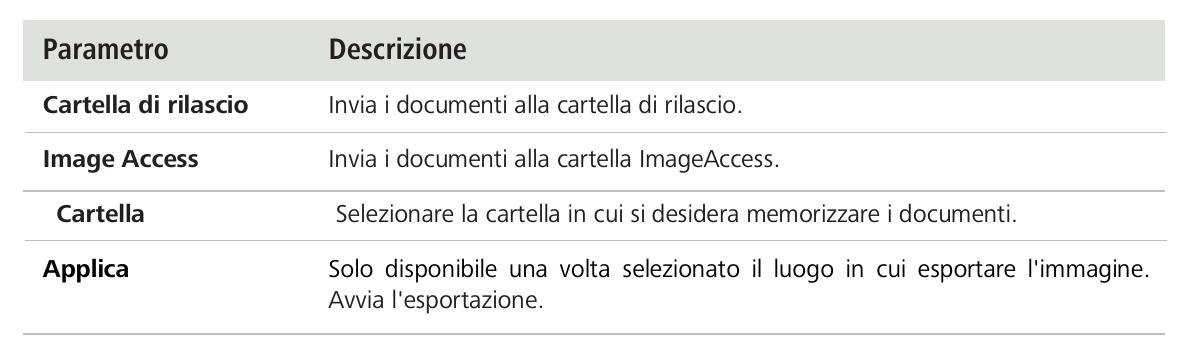 Parametro Descrizione
Cartella di rilascio Invia i documenti alla cartella di rilascio.
Image Access Invia i documenti alla cartella ImageAccess.
Cartella Selezionare la cartella in cui si desidera memorizzare i documenti.
Applica Solo disponibile una volta selezionato il luogo in cui esportare l'immagine.
Avvia l'esportazione.